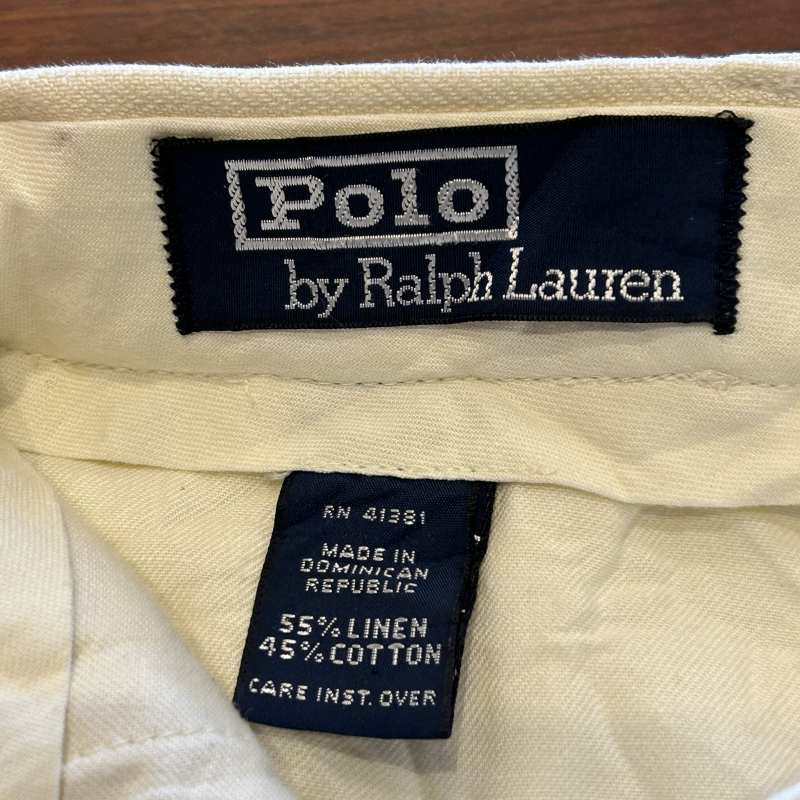 Polo
by Ralph Lauren
RN 41381
MADE IN
DOMINICAN
REPUBLIC
55% LINEN
45% COTTON
CARE INST. OVER